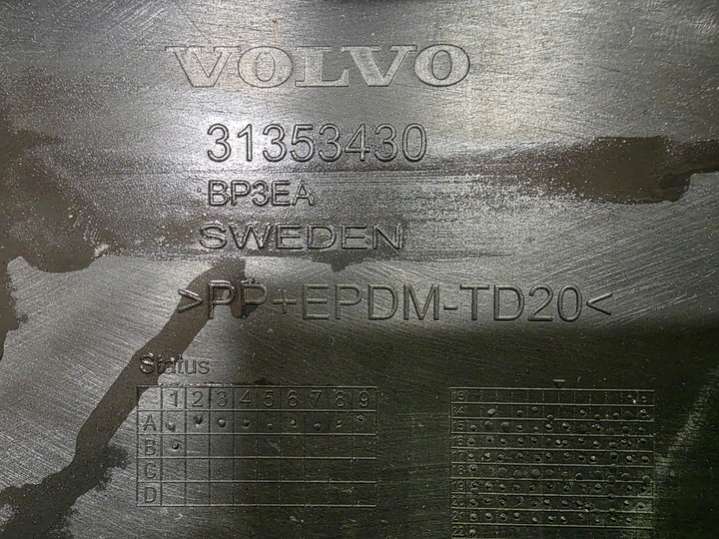 VOLVO
31353430
BP3EA
SWEDEN
>PP+EPDM-TD20<
Status
1 2 3 4 5 6 7 8 9
A
B
C
D